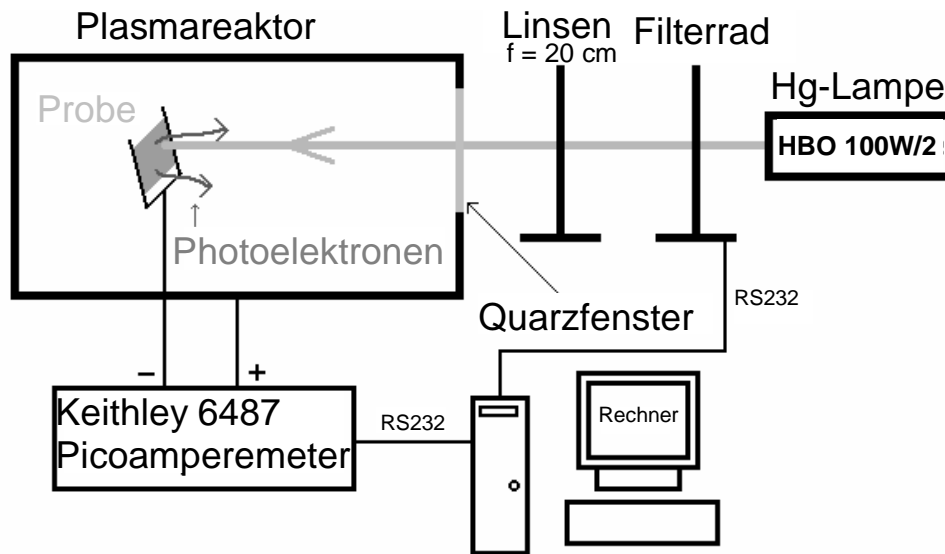 Plasmareaktor
Linsen
f = 20 cm
Filterrad
Hg-Lampe
HBO 100W/2
Probe
Photoelektronen
Quarzfenster
RS232
– +
Keithley 6487
Picoamperemeter
RS232
Rechner